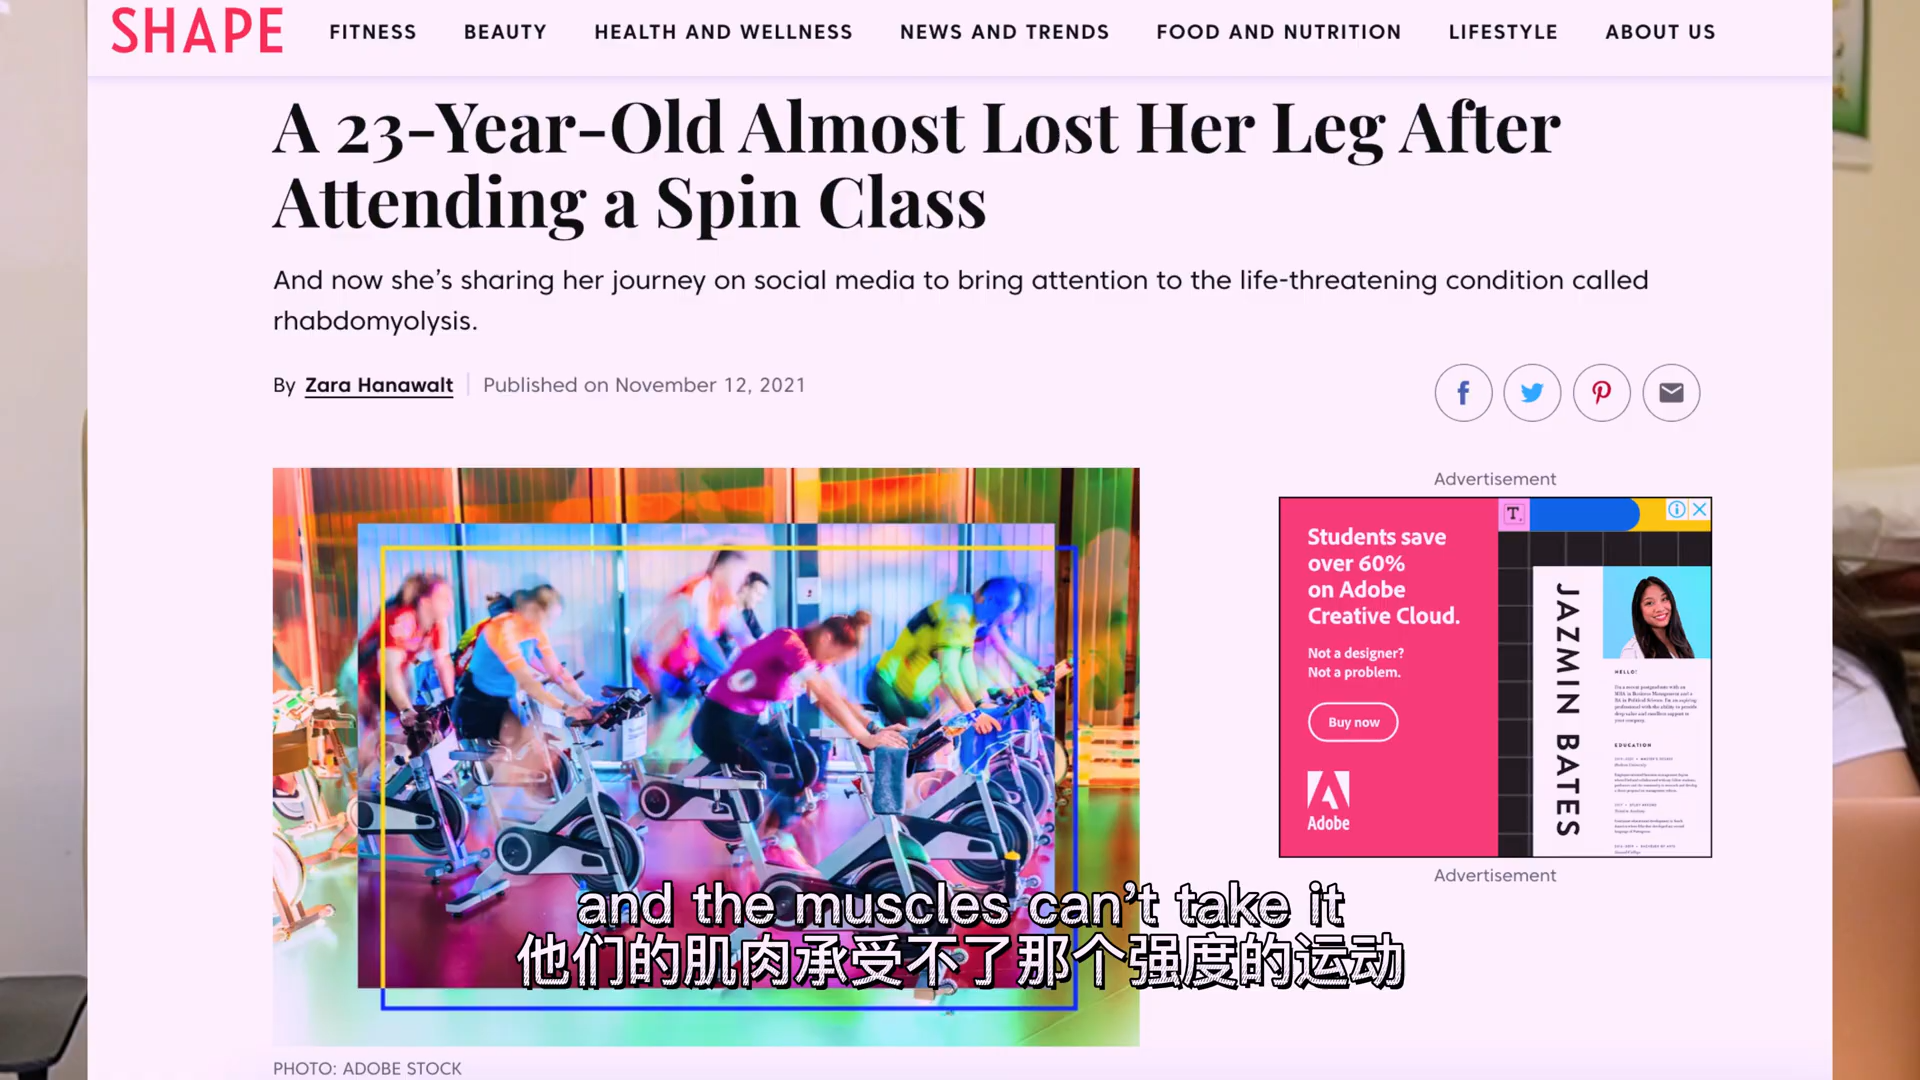 SHAPE
FITNESS BEAUTY HEALTH AND WELLNESS NEWS AND TRENDS FOOD AND NUTRITION LIFESTYLE ABOUT US
A 23-Year-Old Almost Lost Her Leg After
Attending a Spin Class
And now she's sharing her journey on social media to bring attention to the life-threatening condition called
rhabdomyolysis.
By Zara Hanawalt Published on November 12, 2021
Advertisement
Students save
over 60%
on Adobe
Creative Cloud.
Not a designer?
Not a problem.
Buy now
Adobe
T.
JAZMIN BATES
HELLO!
EDUCATION
Advertisement
and the muscles can't take it
他们的肌肉承受不了那个强度的运动
PHOTO: ADOBE STOCK